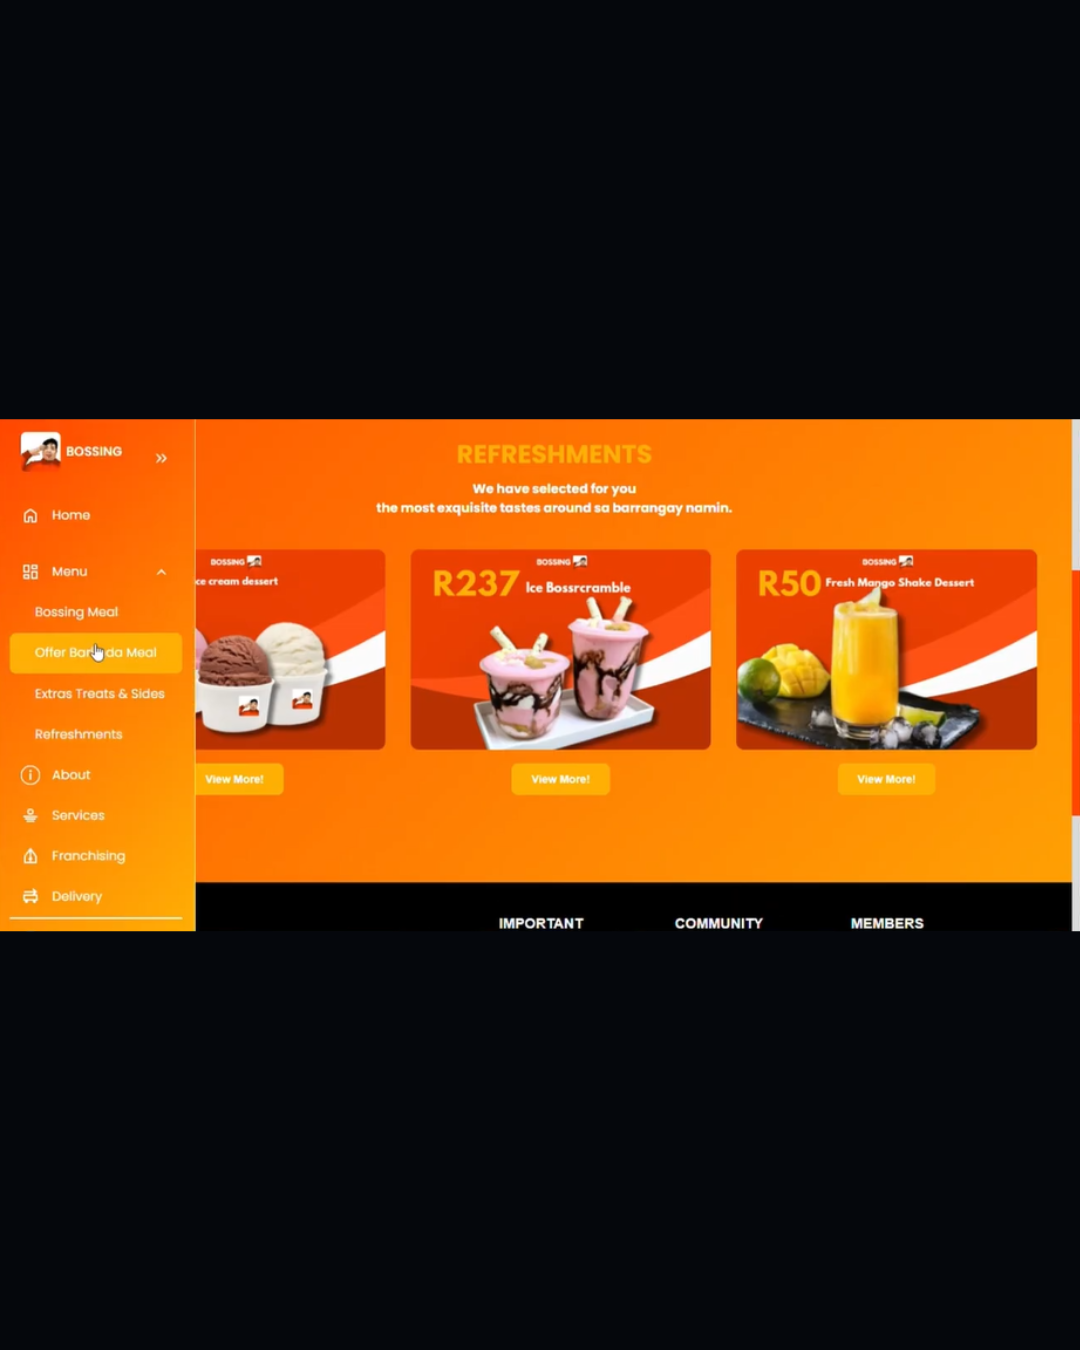 BOSSING
Home
Menu
Bossing Meal
Offer da Meal
Extras Treats & Sides
Refreshments
About
Services
Franchising
Delivery
REFRESHMENTS
We have selected for you
the most exquisite tastes around sa barrangay namin.
BOSSING
ce cream dessert
View More!
BOSSING
R237 Ice Bossrcramble
View More!
BOSSING
R50 Fresh Mango Shake Dessert
View More!
IMPORTANT
COMMUNITY
MEMBERS